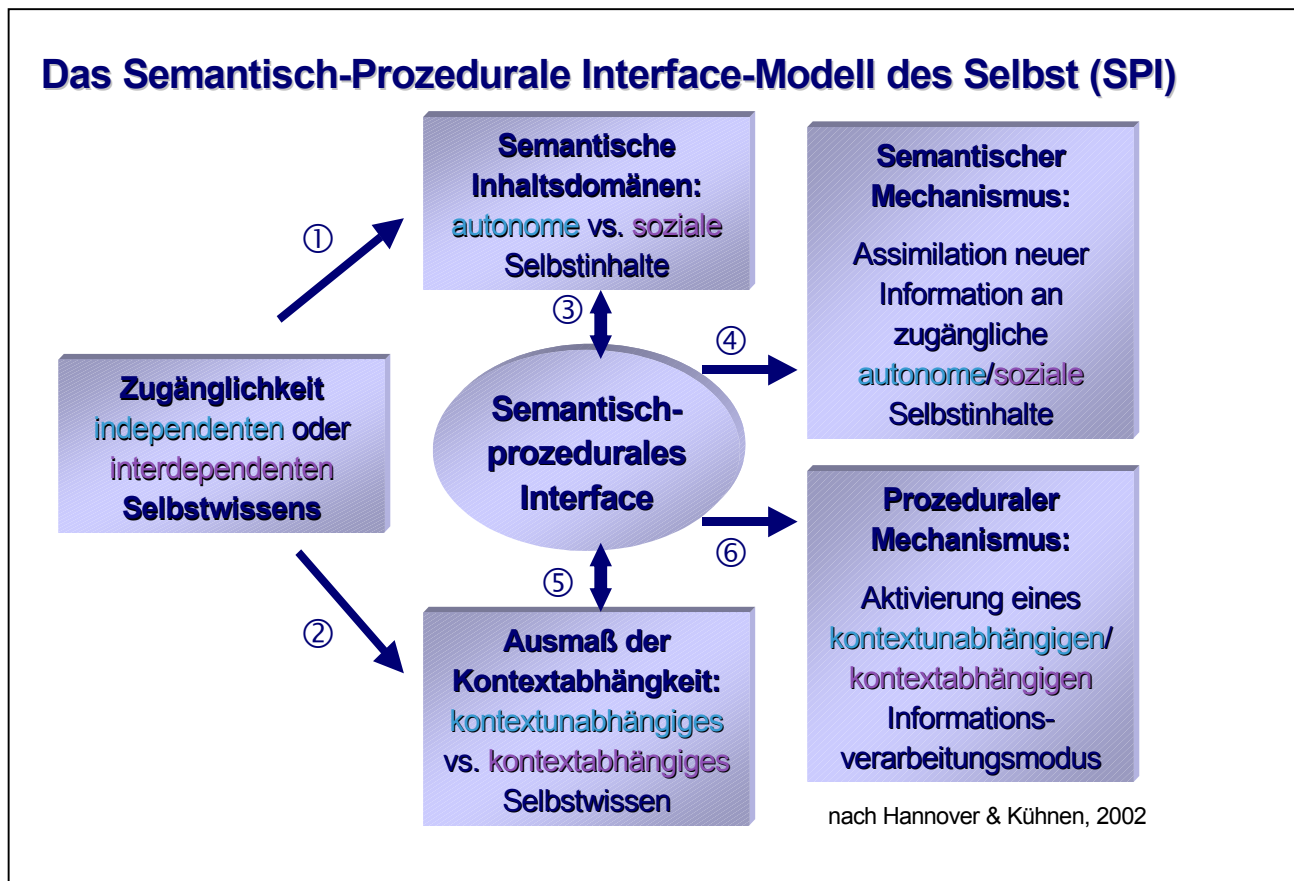 Das Semantisch-Prozedurale Interface-Modell des Selbst (SPI)
Zugänglichkeit
independenten oder
interdependenten
Selbstwissens
①
②
Semantische
Inhaltsdomänen:
autonome vs. soziale
Selbstinhalte
③
Semantisch-
prozedurales
Interface
⑤
Ausmaß der
Kontextabhängkeit:
kontextunabhängiges
vs. kontextabhängiges
Selbstwissen
④
Semantischer
Mechanismus:
Assimilation neuer
Information an
zugängliche
autonome/soziale
Selbstinhalte
⑥
Prozeduraler
Mechanismus:
Aktivierung eines
kontextunabhängigen/
kontextabhängigen
Informations-
verarbeitungsmodus
nach Hannover & Kühnen, 2002